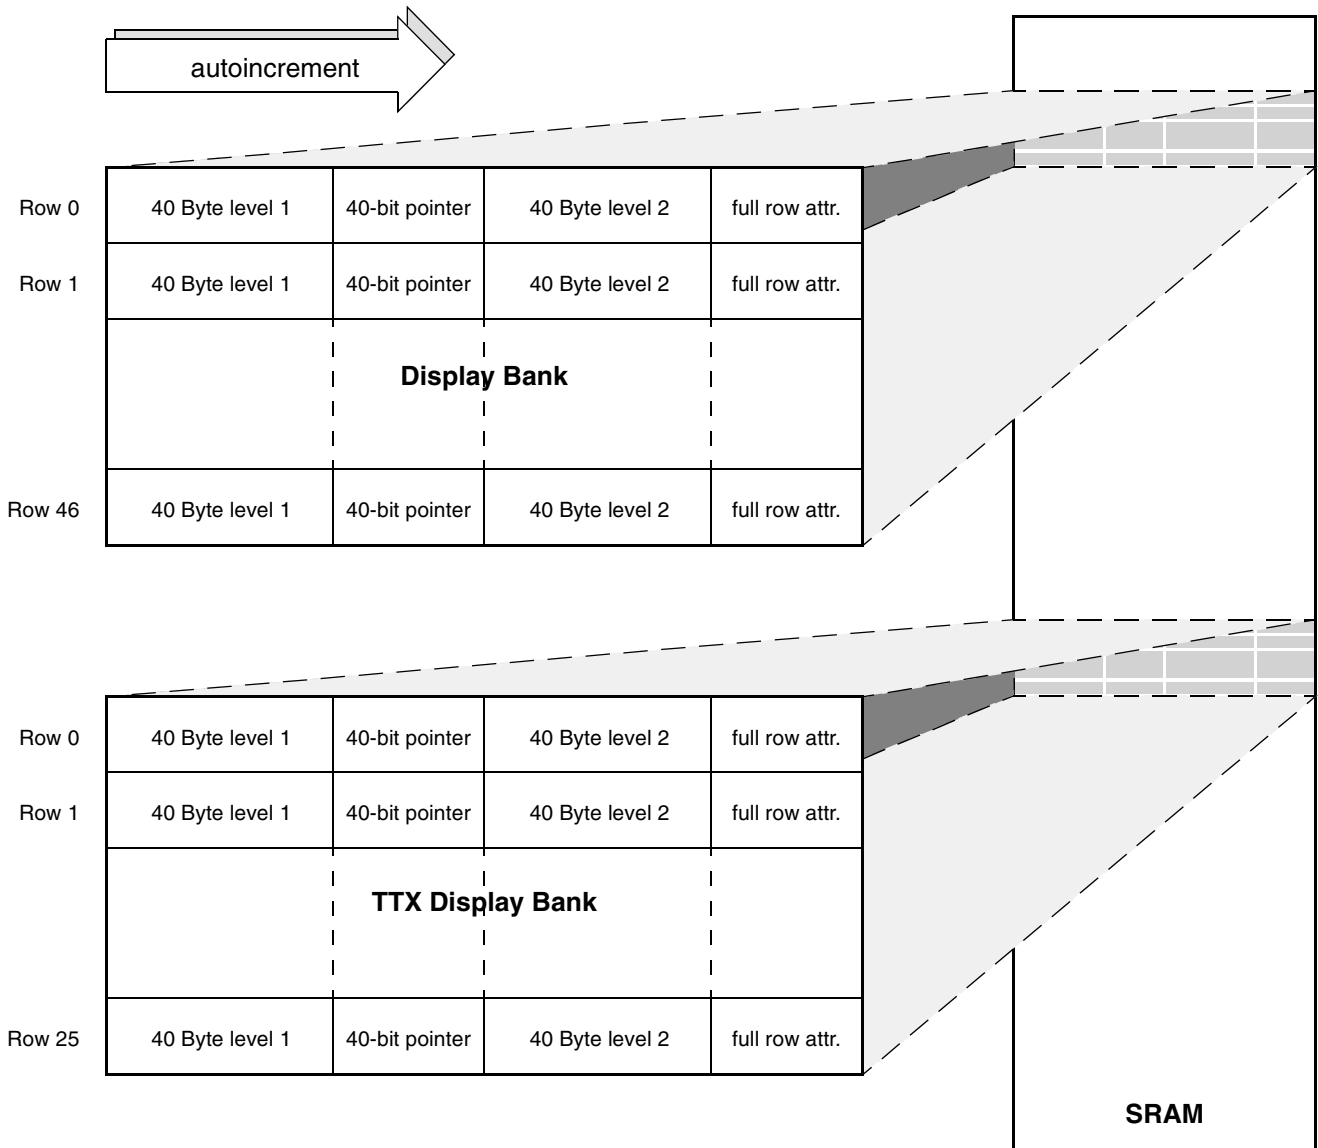 autoincrement
Row 0 40 Byte level 1 40-bit pointer 40 Byte level 2 full row attr.
Row 1 40 Byte level 1 40-bit pointer 40 Byte level 2 full row attr.
Display Bank
Row 46 40 Byte level 1 40-bit pointer 40 Byte level 2 full row attr.
Row 0 40 Byte level 1 40-bit pointer 40 Byte level 2 full row attr.
Row 1 40 Byte level 1 40-bit pointer 40 Byte level 2 full row attr.
TTX Display Bank
Row 25 40 Byte level 1 40-bit pointer 40 Byte level 2 full row attr.
SRAM